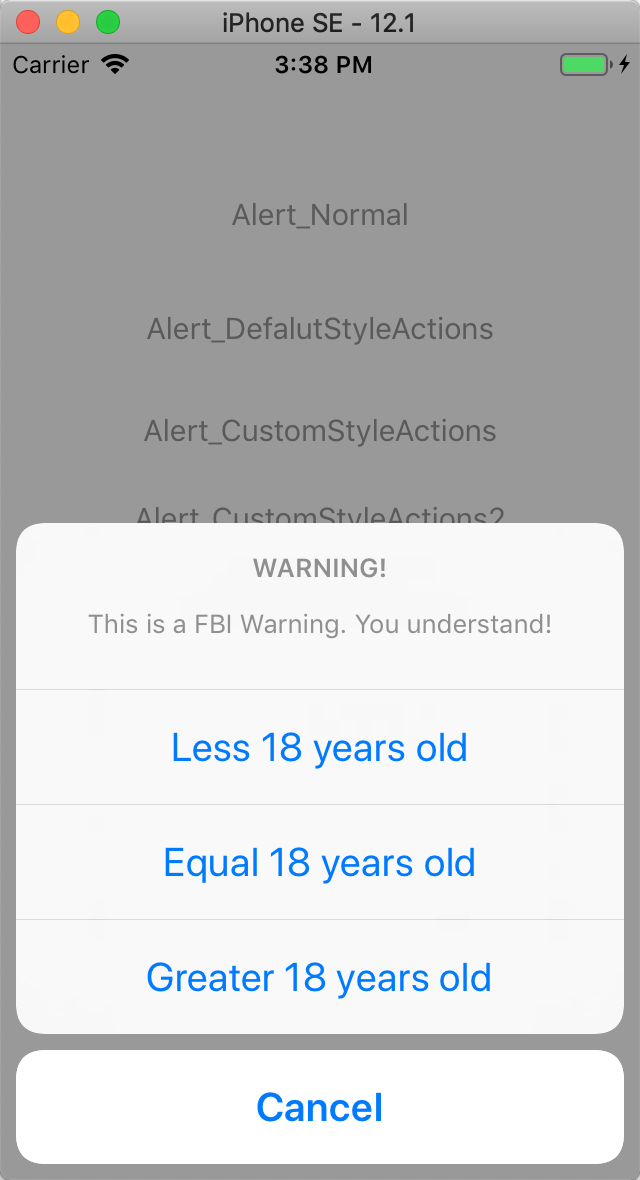 iPhone SE - 12.1
Carrier 3:38 PM
Alert_Normal
Alert_DefalutStyleActions
Alert_CustomStyleActions
Alert_CustomStyleActions2
WARNING!
This is a FBI Warning. You understand!
Less 18 years old
Equal 18 years old
Greater 18 years old
Cancel